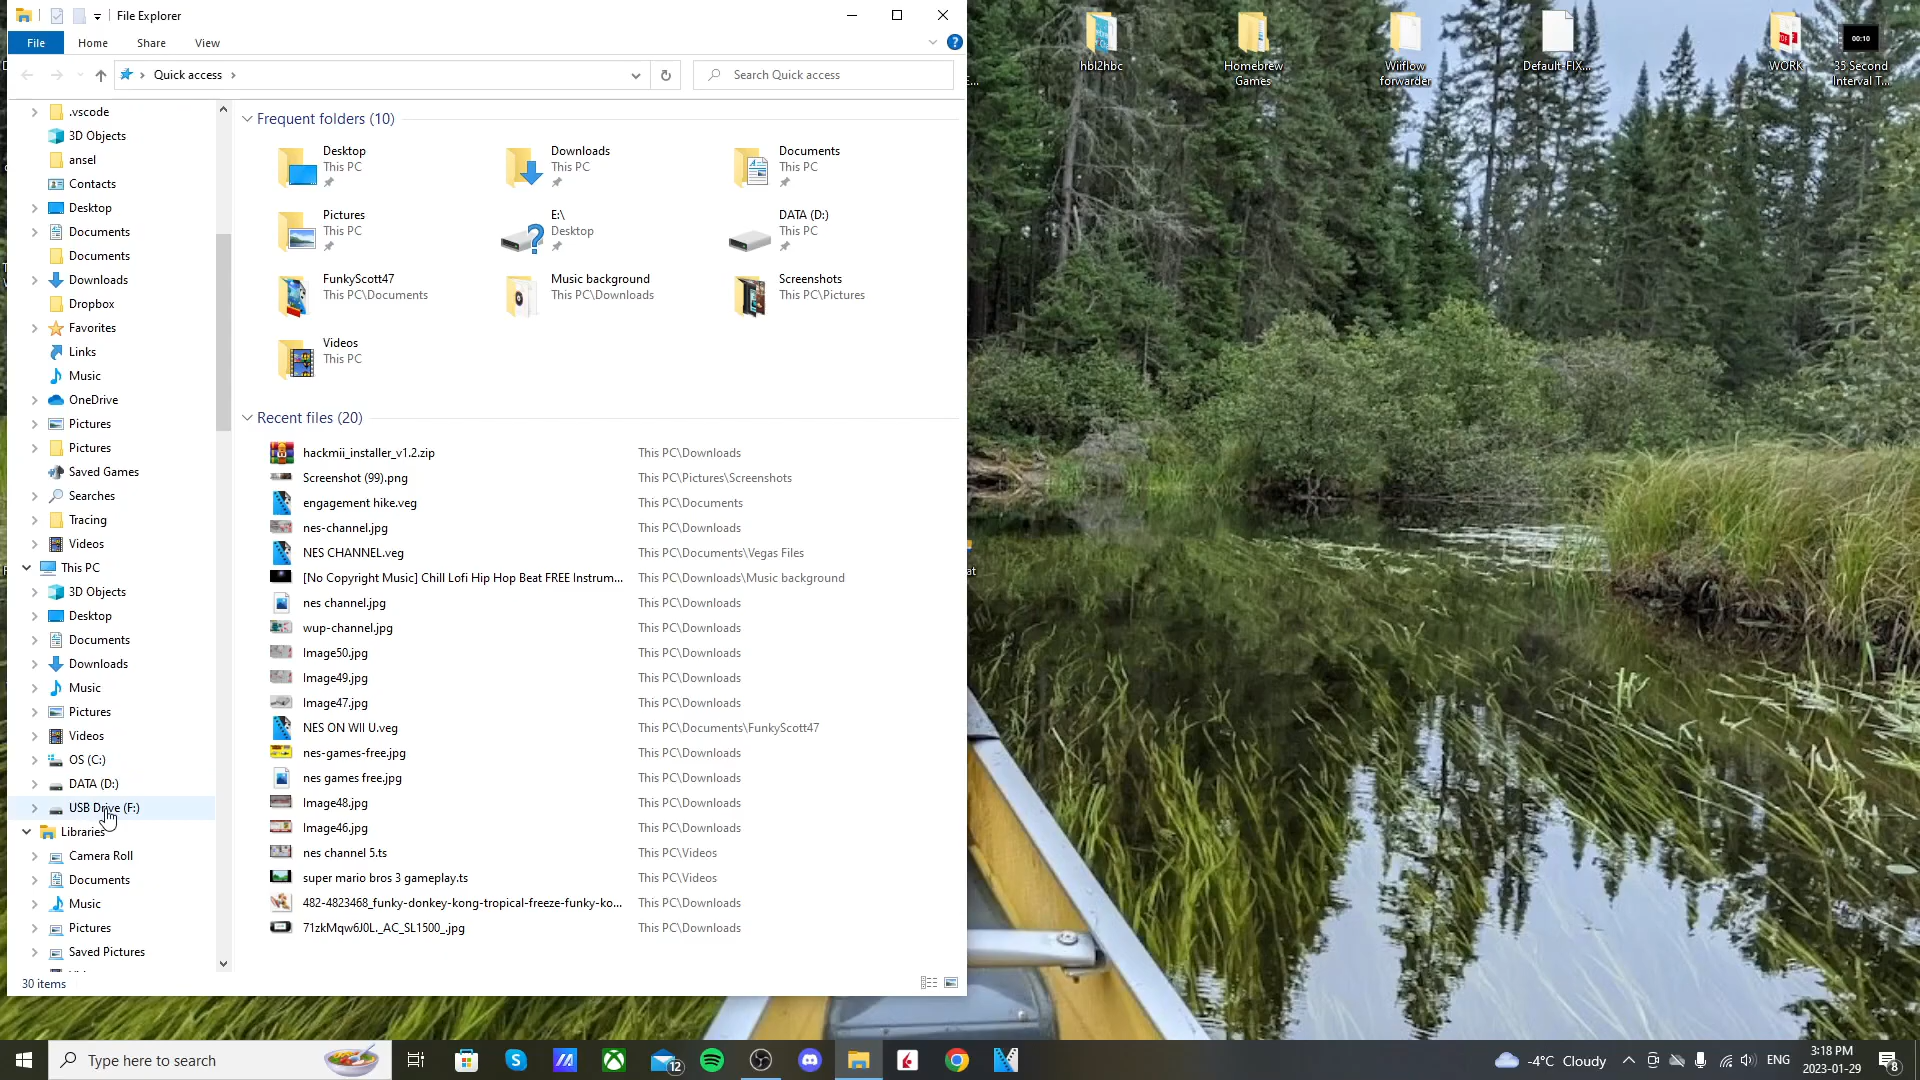 File Explorer
File Home Share View
Quick access
Search Quick access
.vscode
3D Objects
ansel
Contacts
Desktop
Documents
Documents
Downloads
Dropbox
Favorites
Links
Music
OneDrive
Pictures
Pictures
Saved Games
Searches
Tracing
Videos
This PC
3D Objects
Desktop
Documents
Downloads
Music
Pictures
Videos
OS (C:)
DATA (D:)
USB Drive (F:)
Libraries
Camera Roll
Documents
Music
Pictures
Saved Pictures
30 items
Frequent folders (10)
Desktop
This PC
Downloads
This PC
Documents
This PC
Pictures
This PC
E:\
Desktop
DATA (D:)
This PC
FunkyScott47
This PC\Documents
Music background
This PC\Downloads
Screenshots
This PC\Pictures
Videos
This PC
Recent files (20)
hackmii_installer_v1.2.zip This PC\Downloads
Screenshot (99).png This PC\Pictures\Screenshots
engagement hike.veg This PC\Documents
nes-channel.jpg This PC\Downloads
NES CHANNEL.veg This PC\Documents\Vegas Files
[No Copyright Music] Chill Lofi Hip Hop Beat FREE Instrum... This PC\Downloads\Music background
nes channel.jpg This PC\Downloads
wup-channel.jpg This PC\Downloads
Image50.jpg This PC\Downloads
Image49.jpg This PC\Downloads
Image47.jpg This PC\Downloads
NES ON WII U.veg This PC\Documents\FunkyScott47
nes-games-free.jpg This PC\Downloads
nes games free.jpg This PC\Downloads
Image48.jpg This PC\Downloads
Image46.jpg This PC\Downloads
nes channel 5.ts This PC\Videos
super mario bros 3 gameplay.ts This PC\Videos
482-4823468_funky-donkey-kong-tropical-freeze-funky-ko... This PC\Downloads
71zkMqw6J0L._AC_SL1500_.jpg This PC\Downloads
hbl2hbc
Homebrew
Games
Wiiflow
forwarder
Default-FIX...
WORK
00:10
35 Second
Interval T...
Type here to search
12
-4°C Cloudy
ENG
3:18 PM
2023-01-29
8